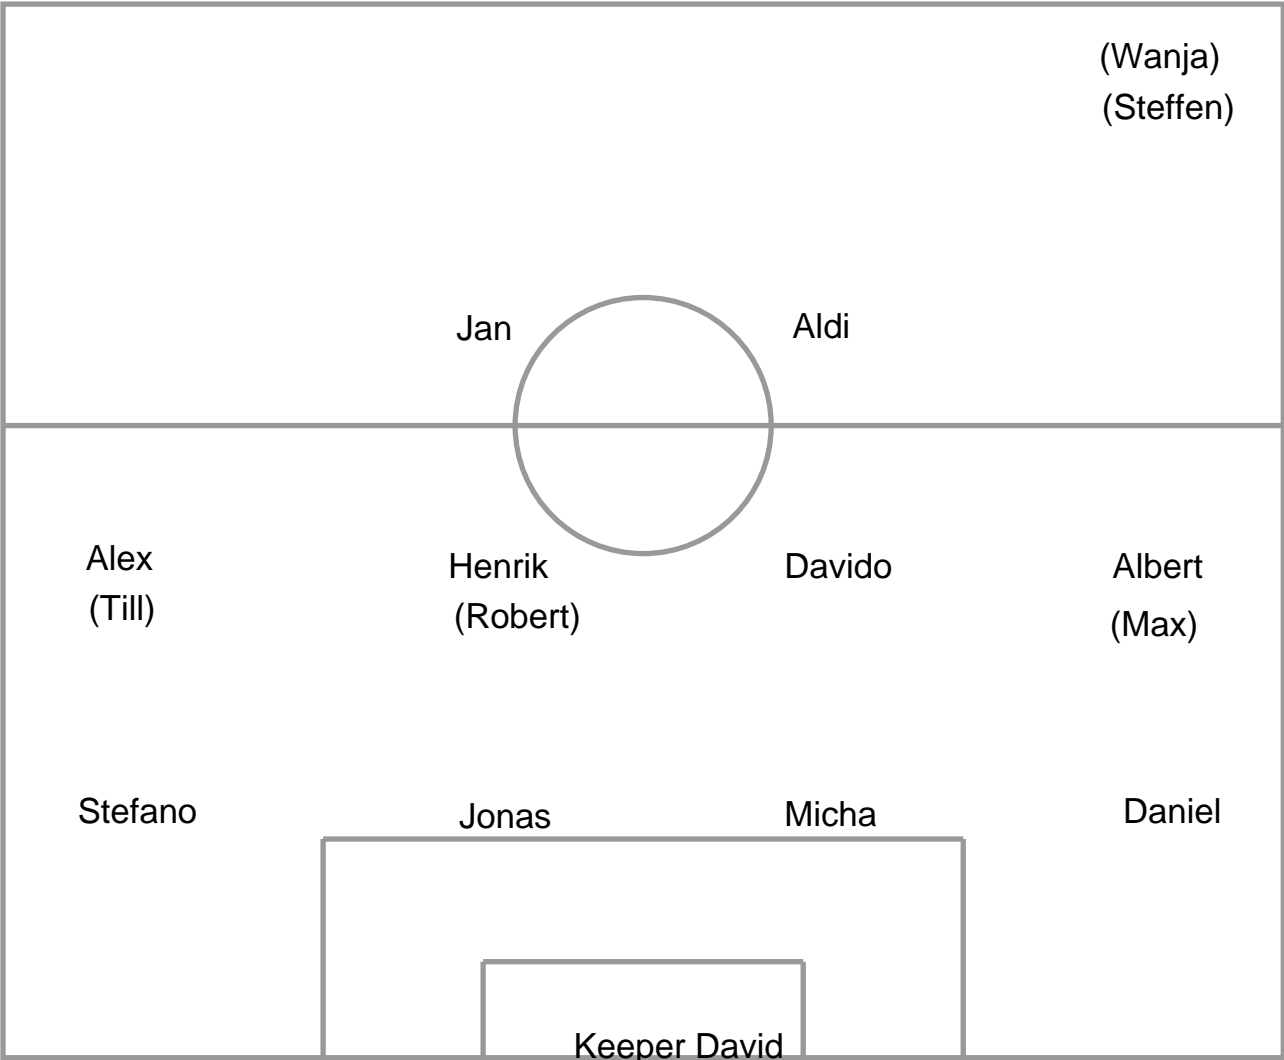 (Wanja)
(Steffen)
Jan Aldi
Alex Henrik Davido Albert
(Till) (Robert) (Max)
Stefano Jonas Micha Daniel
Keeper David